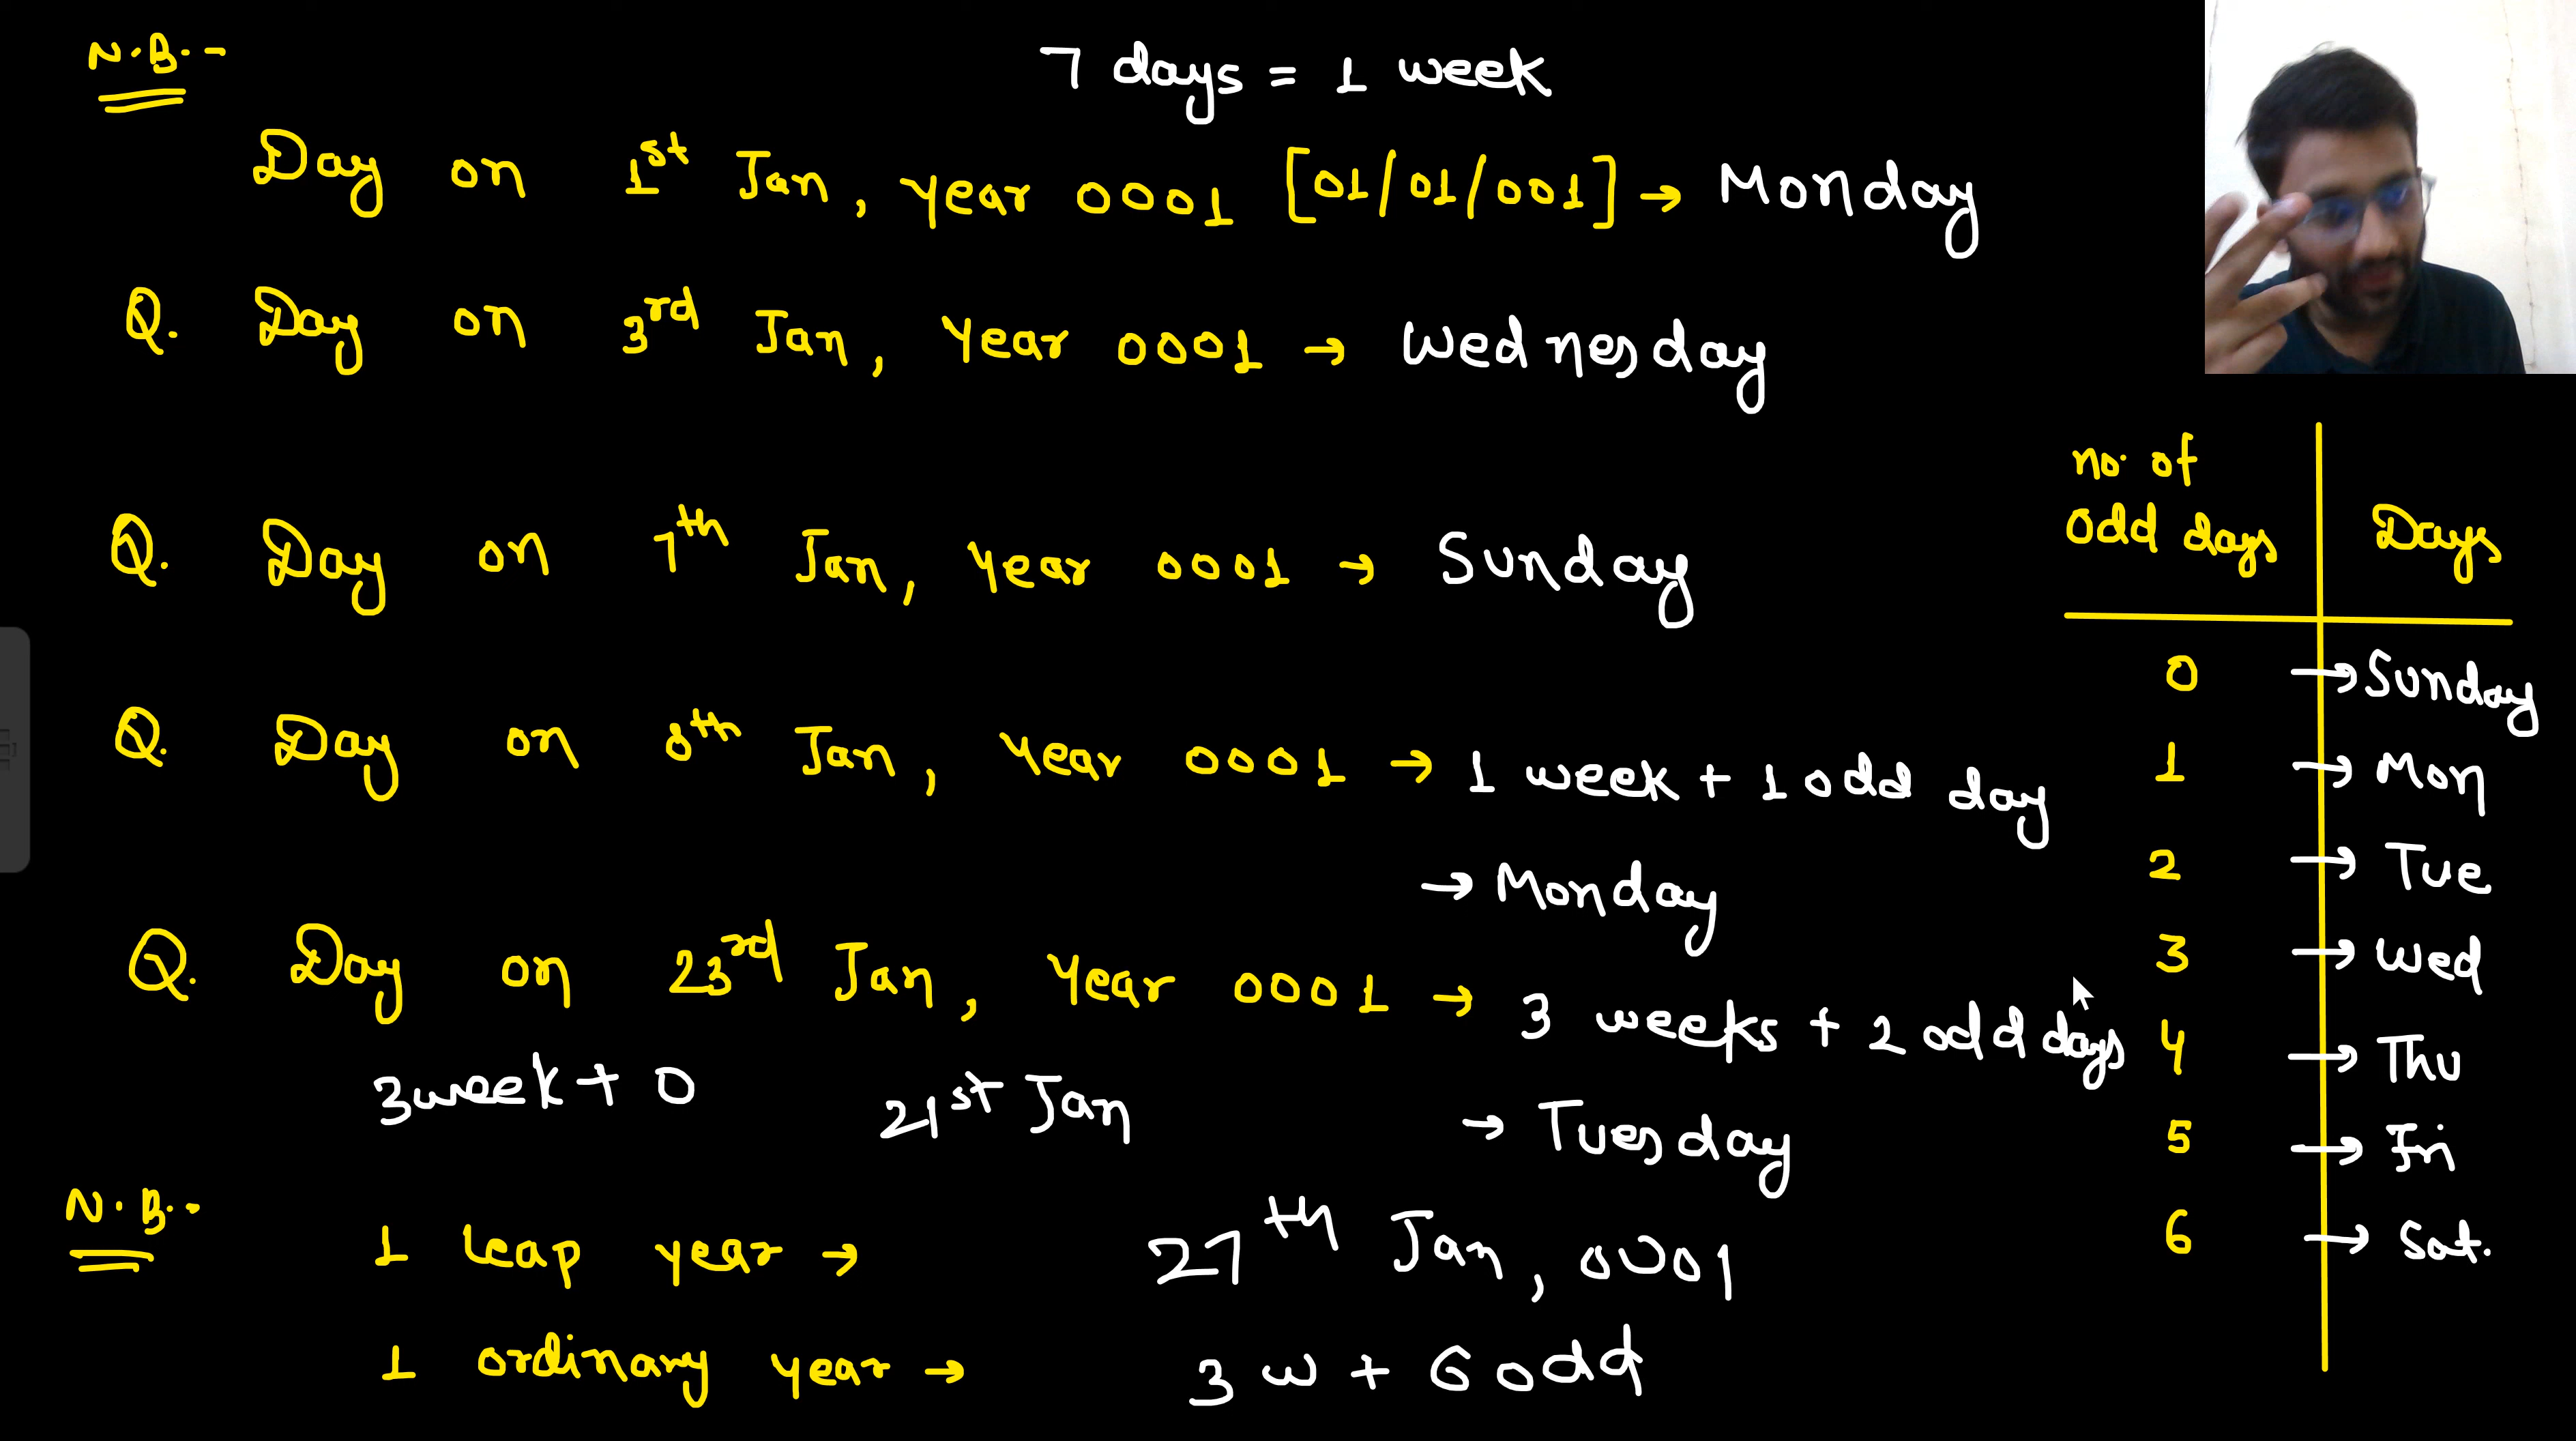 N.B.-
7 days = 1 week
Day on 1st Jan, year 0001 [01/01/001] → Monday
Q. Day on 3rd Jan, Year 0001 → Wednesday
Q. Day on 7th Jan, Year 0001 → Sunday
Q. Day on 8th Jan, Year 0001 → 1 week + 1 odd day
→ Monday
Q. Day on 23rd Jan, Year 0001 → 3 weeks + 2 odd days
3week + 0 21st Jan
→ Tuesday
N.B.-
1 leap year →
27th Jan, 0001
1 ordinary year →
3 w + 6 odd
no. of odd days Days
0 → Sunday
1 → Mon
2 → Tue
3 → Wed
4 → Thu
5 → Fri
6 → Sat.